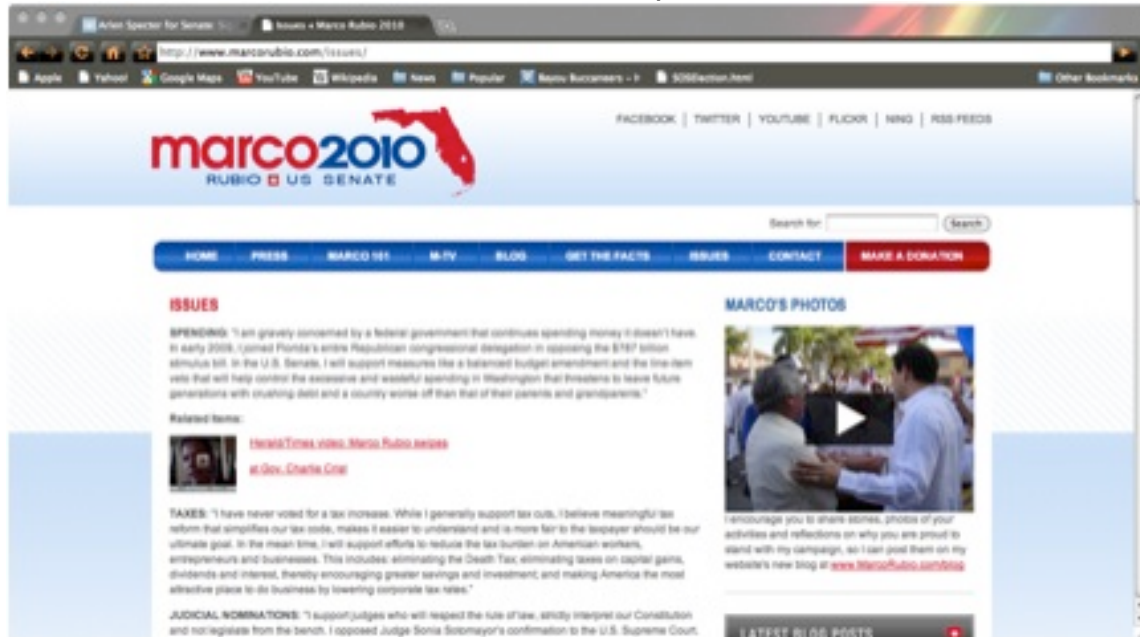 Arlen Specter for Senate:
Issues « Marco Rubio 2010
http://www.marcorubio.com/issues/
Apple Yahoo! Google Maps YouTube Wikipedia News Popular Bayou Buccaneers - SOSElection.html Other Bookmarks
FACEBOOK | TWITTER | YOUTUBE | FLICKR | NING | RSS FEEDS
marco2010
RUBIO US SENATE
Search for: Search
HOME PRESS MARCO 101 M-TV BLOG GET THE FACTS ISSUES CONTACT MAKE A DONATION
ISSUES
SPENDING: "I am gravely concerned by a federal government that continues spending money it doesn't have.
In early 2009, I joined Florida's entire Republican congressional delegation in opposing the $787 billion
stimulus bill. In the U.S. Senate, I will support measures like a balanced budget amendment and the line-item
veto that will help control the excessive and wasteful spending in Washington that threatens to leave future
generations with crushing debt and a country worse off than that of their parents and grandparents."
Related Items:
Herald/Times video: Marco Rubio swipes
at Gov. Charlie Crist
TAXES: "I have never voted for a tax increase. While I generally support tax cuts, I believe meaningful tax
reform that simplifies our tax code, makes it easier to understand and is more fair to the taxpayer should be our
ultimate goal. In the mean time, I will support efforts to reduce the tax burden on American workers,
entrepreneurs and businesses. This includes: eliminating the Death Tax, eliminating taxes on capital gains,
dividends and interest, thereby encouraging greater savings and investment; and making America the most
attractive place to do business by lowering corporate tax rates."
JUDICIAL NOMINATIONS: "I support judges who will respect the rule of law, strictly interpret our Constitution
and not legislate from the bench. I opposed Judge Sonia Sotomayor's confirmation to the U.S. Supreme Court.
MARCO'S PHOTOS
I encourage you to share stories, photos of your
activities and reflections on why you are proud to
stand with my campaign, so I can post them on my
website's new blog at www.MarcoRubio.com/blog
LATEST BLOG POSTS